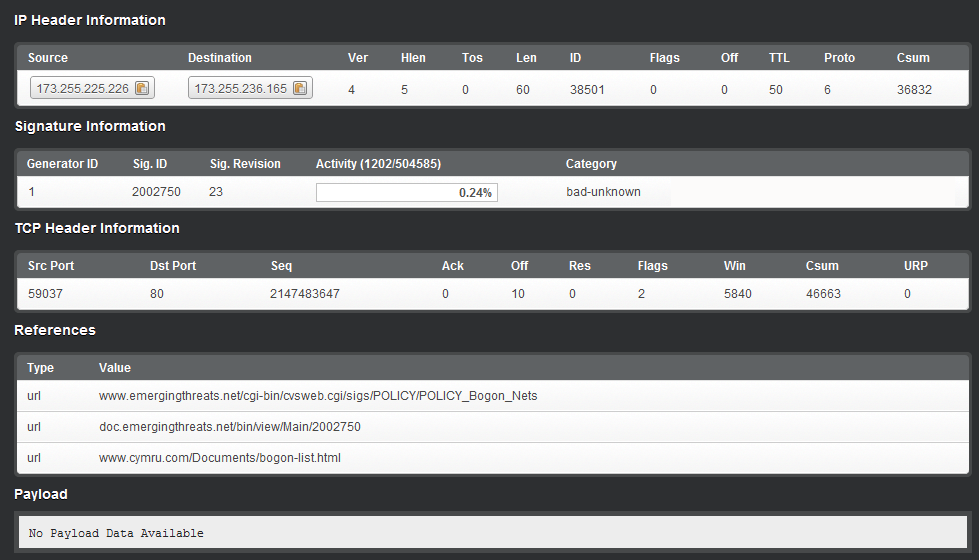 IP Header Information
Source Destination Ver Hlen Tos Len ID Flags Off TTL Proto Csum
173.255.225.226 173.255.236.165 4 5 0 60 38501 0 0 50 6 36832
Signature Information
Generator ID Sig. ID Sig. Revision Activity (1202/504585) Category
1 2002750 23 0.24% bad-unknown
TCP Header Information
Src Port Dst Port Seq Ack Off Res Flags Win Csum URP
59037 80 2147483647 0 10 0 2 5840 46663 0
References
Type Value
url www.emergingthreats.net/cgi-bin/cvsweb.cgi/sigs/POLICY/POLICY_Bogon_Nets
url doc.emergingthreats.net/bin/view/Main/2002750
url www.cymru.com/Documents/bogon-list.html
Payload
No Payload Data Available